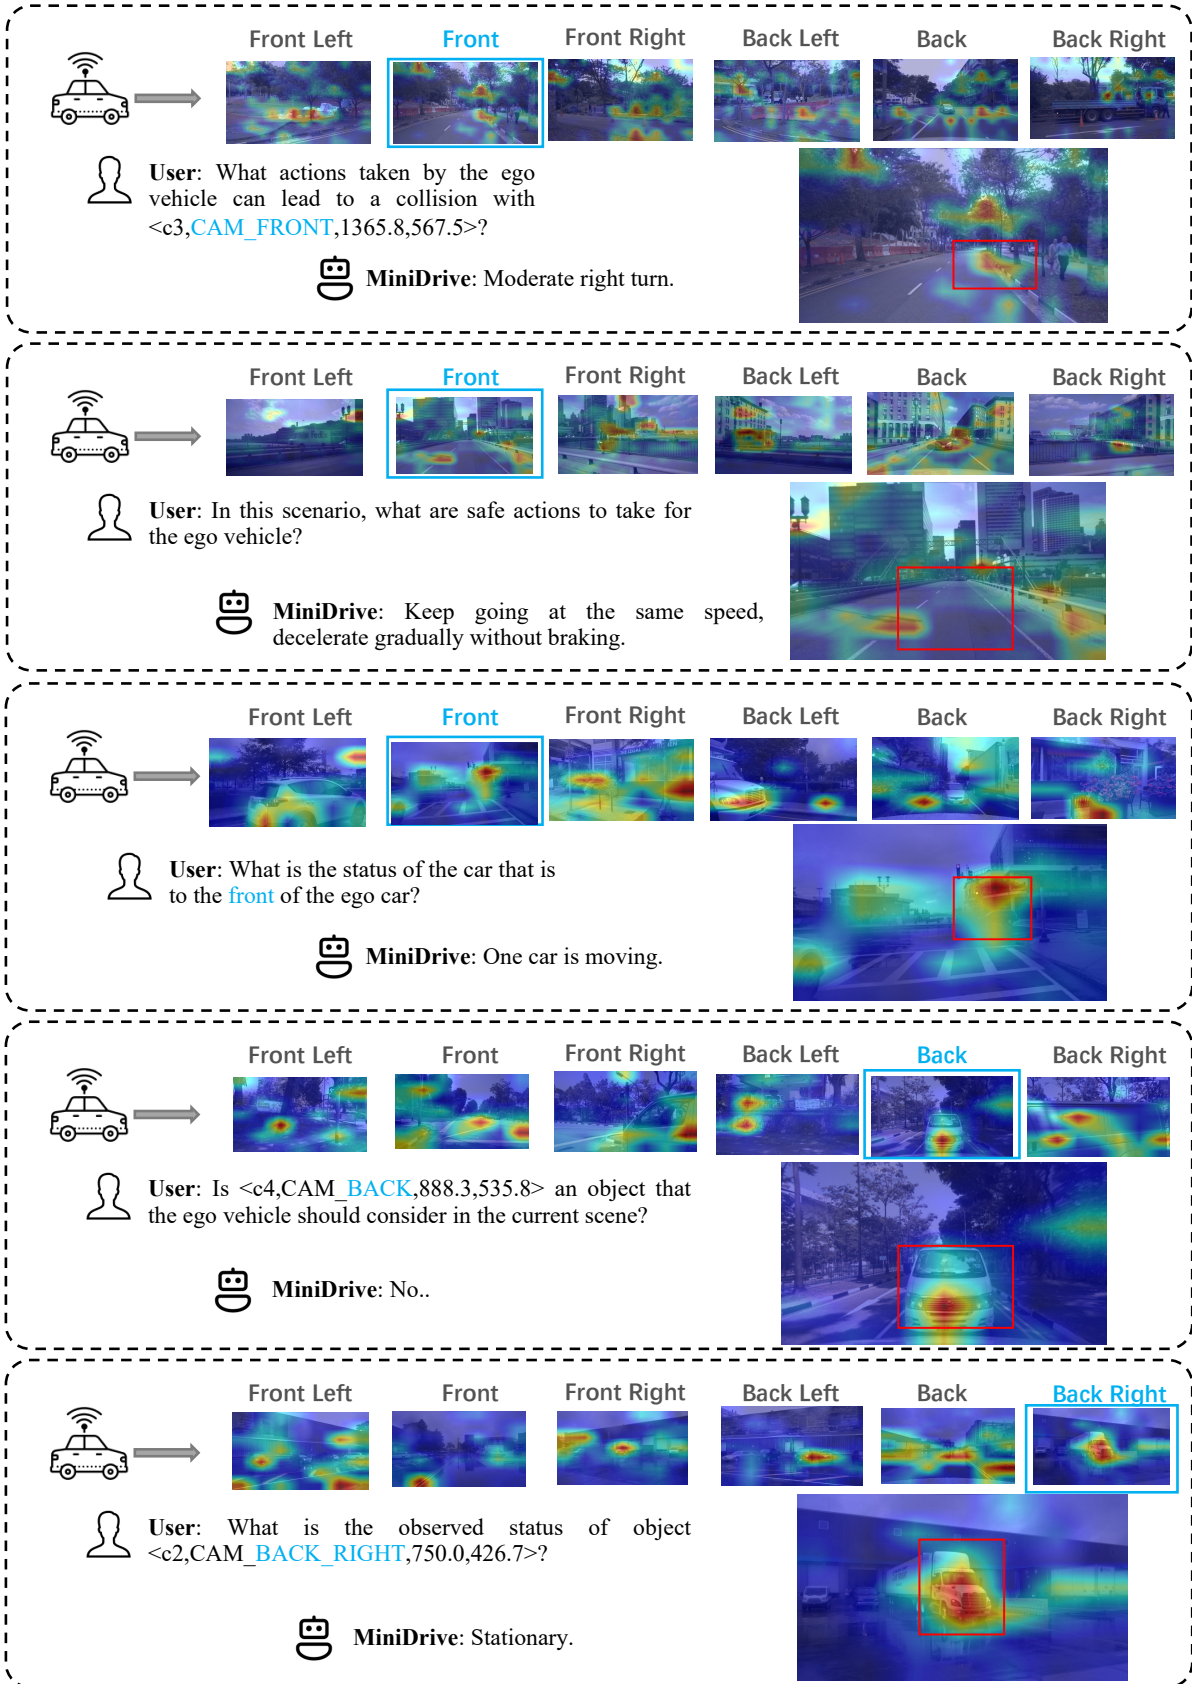 Front Left Front Front Right Back Left Back Back Right
User: What actions taken by the ego
vehicle can lead to a collision with
<c3,CAM_FRONT,1365.8,567.5>?
MiniDrive: Moderate right turn.
Front Left Front Front Right Back Left Back Back Right
User: In this scenario, what are safe actions to take for
the ego vehicle?
MiniDrive: Keep going at the same speed,
decelerate gradually without braking.
Front Left Front Front Right Back Left Back Back Right
User: What is the status of the car that is
to the front of the ego car?
MiniDrive: One car is moving.
Front Left Front Front Right Back Left Back Back Right
User: Is <c4,CAM_BACK,888.3,535.8> an object that
the ego vehicle should consider in the current scene?
MiniDrive: No..
Front Left Front Front Right Back Left Back Back Right
User: What is the observed status of object
<c2,CAM_BACK_RIGHT,750.0,426.7>?
MiniDrive: Stationary.